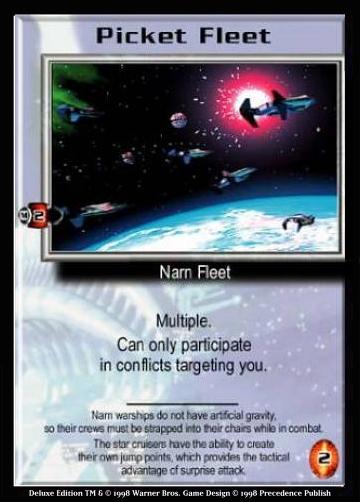 Picket Fleet
M 2
Narn Fleet
Multiple.
Can only participate
in conflicts targeting you.
Narn warships do not have artificial gravity,
so their crews must be strapped into their chairs while in combat.
The star cruisers have the ability to create
their own jump points, which provides the tactical
advantage of surprise attack.
2
Deluxe Edition TM & © 1998 Warner Bros. Game Design © 1998 Precedence Publish